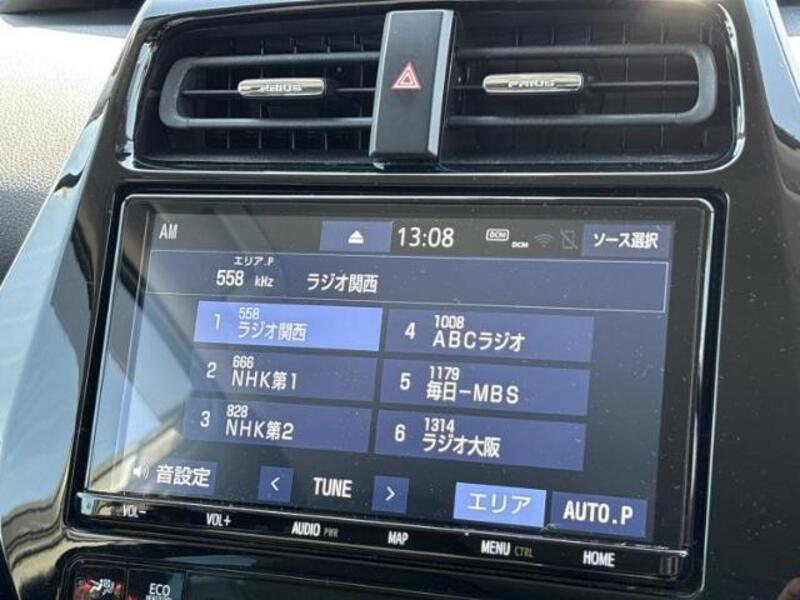 PRIUS
PRIUS
AM
13:08
DCM
DCM
ソース選択
エリア.P
558 kHz ラジオ関西
1 558 ラジオ関西
4 1008 ABCラジオ
2 666 NHK第1
5 1179 毎日-MBS
3 828 NHK第2
6 1314 ラジオ大阪
音設定
< TUNE >
エリア
AUTO.P
VOL-
VOL+
AUDIO PWR
MAP
MENU CTRL
HOME
ECO